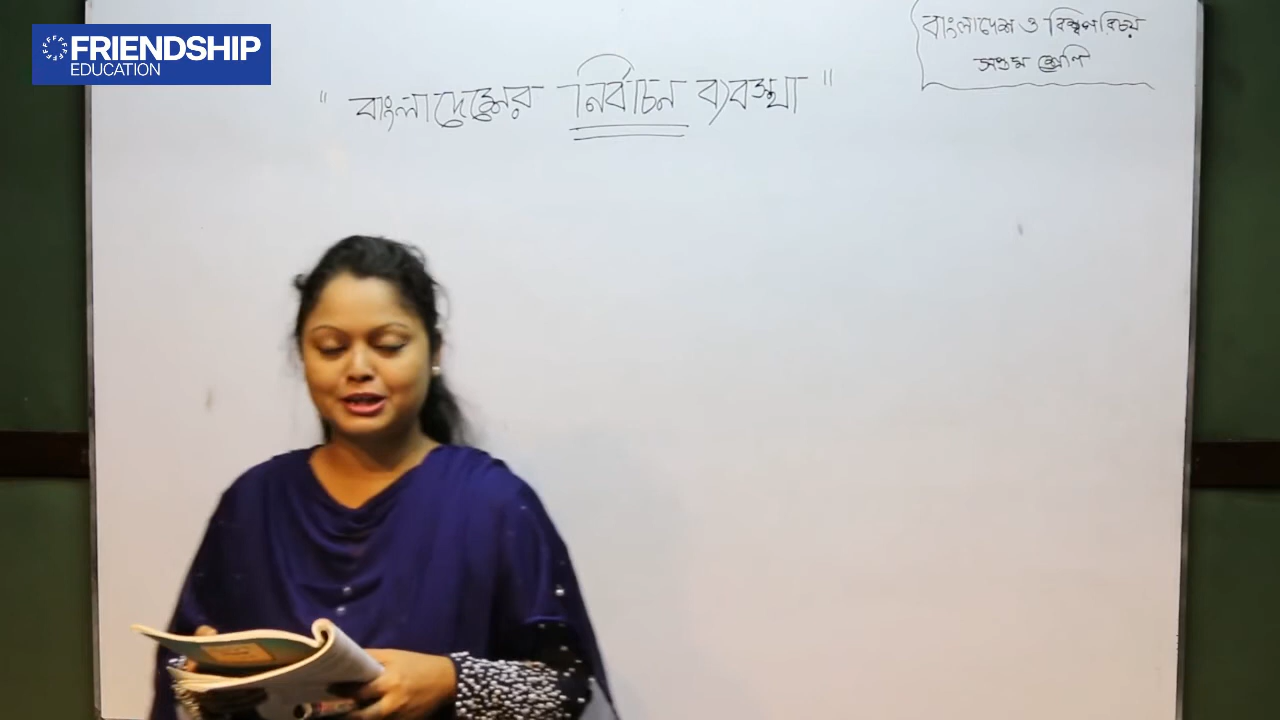 FRIENDSHIP
EDUCATION
বাংলাদেশ ও বিশ্বপরিচয়
সপ্তম শ্রেণি
"বাংলাদেশের নির্বাচন ব্যবস্থা"